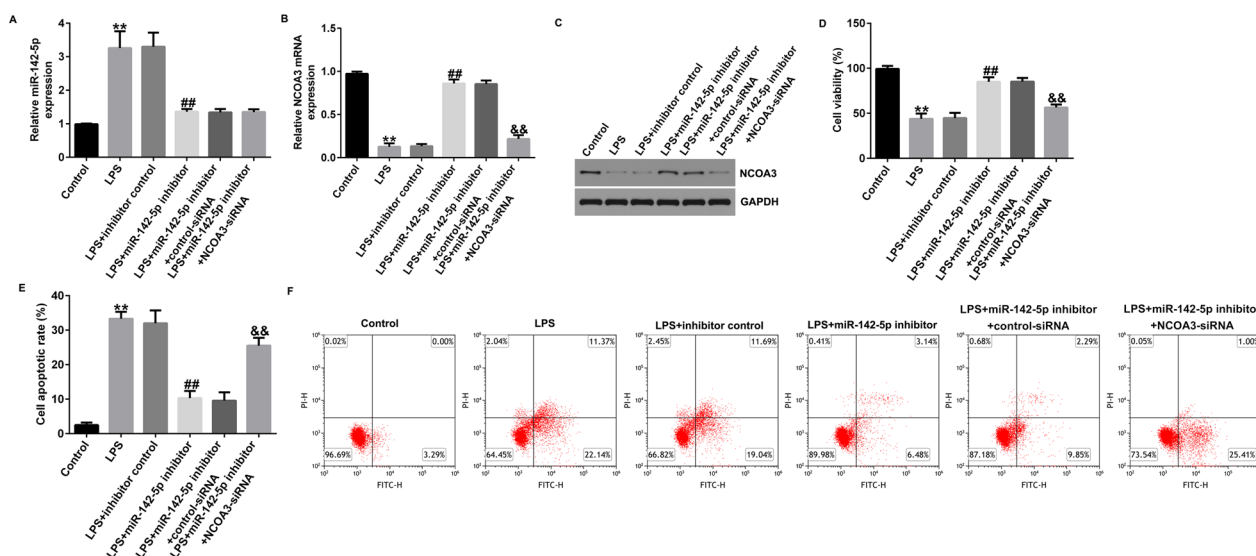 A
Relative miR-142-5p
expression
4
3
2
1
0
**
##
Control
LPS
LPS+inhibitor control
LPS+miR-142-5p inhibitor
LPS+miR-142-5p inhibitor
+control-siRNA
LPS+miR-142-5p inhibitor
+NCOA3-siRNA
B
Relative NCOA3 mRNA
expression
1.5
1.0
0.5
0.0
**
##
&&
Control
LPS
LPS+inhibitor control
LPS+miR-142-5p inhibitor
LPS+miR-142-5p inhibitor
+control-siRNA
LPS+miR-142-5p inhibitor
+NCOA3-siRNA
C
Control
LPS
LPS+inhibitor control
LPS+miR-142-5p inhibitor
LPS+miR-142-5p inhibitor
+control-siRNA
LPS+miR-142-5p inhibitor
+NCOA3-siRNA
NCOA3
GAPDH
D
Cell viability (%)
150
100
50
0
**
##
&&
Control
LPS
LPS+inhibitor control
LPS+miR-142-5p inhibitor
LPS+miR-142-5p inhibitor
+control-siRNA
LPS+miR-142-5p inhibitor
+NCOA3-siRNA
E
Cell apoptotic rate (%)
40
30
20
10
0
**
##
&&
Control
LPS
LPS+inhibitor control
LPS+miR-142-5p inhibitor
LPS+miR-142-5p inhibitor
+control-siRNA
LPS+miR-142-5p inhibitor
+NCOA3-siRNA
F
Control
0.02%
0.00%
96.69%
3.29%
PI-H
FITC-H
LPS
2.04%
11.37%
64.45%
22.14%
PI-H
FITC-H
LPS+inhibitor control
2.45%
11.69%
66.82%
19.04%
PI-H
FITC-H
LPS+miR-142-5p inhibitor
0.41%
3.14%
89.98%
6.48%
PI-H
FITC-H
LPS+miR-142-5p inhibitor
+control-siRNA
0.68%
2.29%
87.18%
9.85%
PI-H
FITC-H
LPS+miR-142-5p inhibitor
+NCOA3-siRNA
0.05%
1.00%
73.54%
25.41%
PI-H
FITC-H